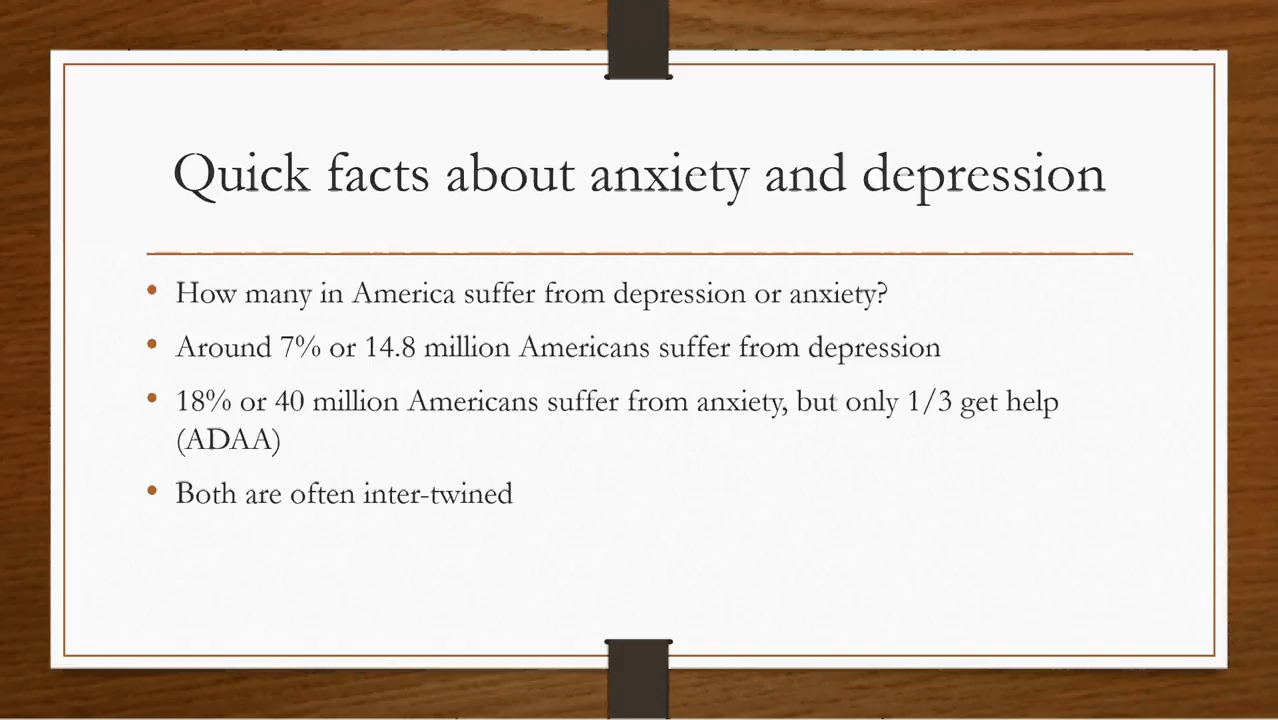 Quick facts about anxiety and depression
• How many in America suffer from depression or anxiety?
• Around 7% or 14.8 million Americans suffer from depression
• 18% or 40 million Americans suffer from anxiety, but only 1/3 get help
(ADAA)
• Both are often inter-twined